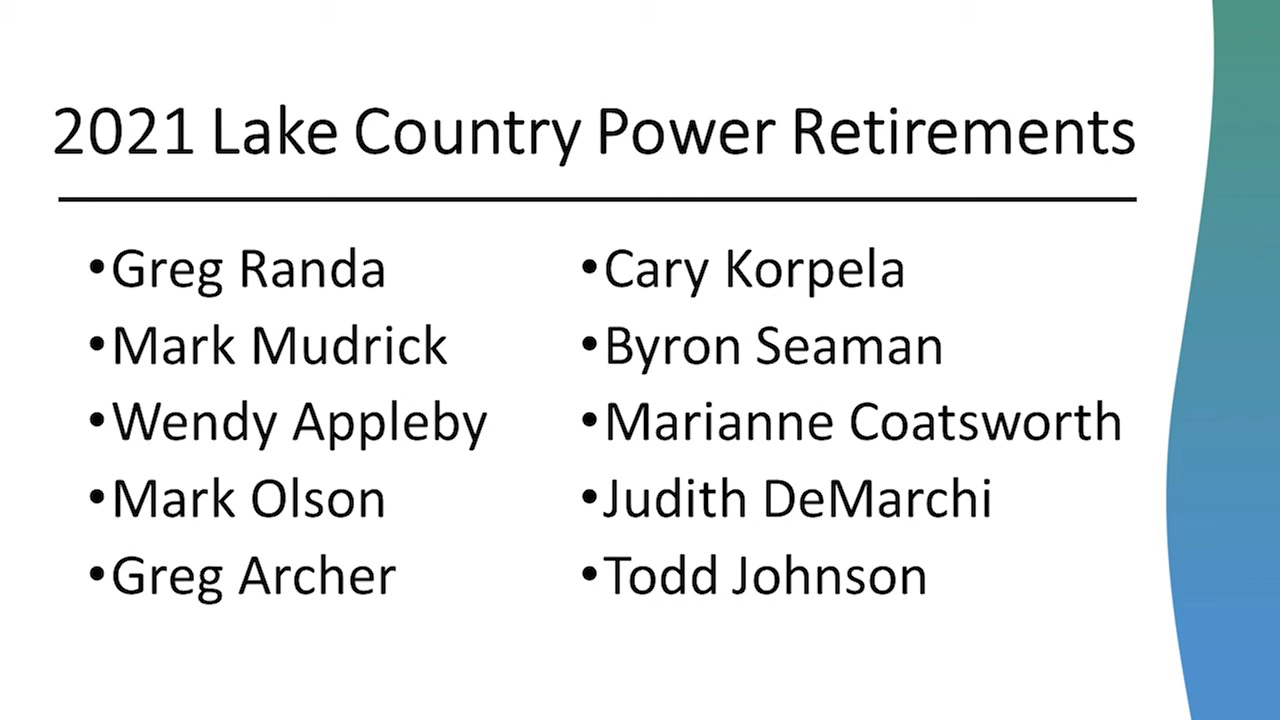 2021 Lake Country Power Retirements
•Greg Randa
•Mark Mudrick
•Wendy Appleby
•Mark Olson
•Greg Archer
•Cary Korpela
•Byron Seaman
•Marianne Coatsworth
•Judith DeMarchi
•Todd Johnson